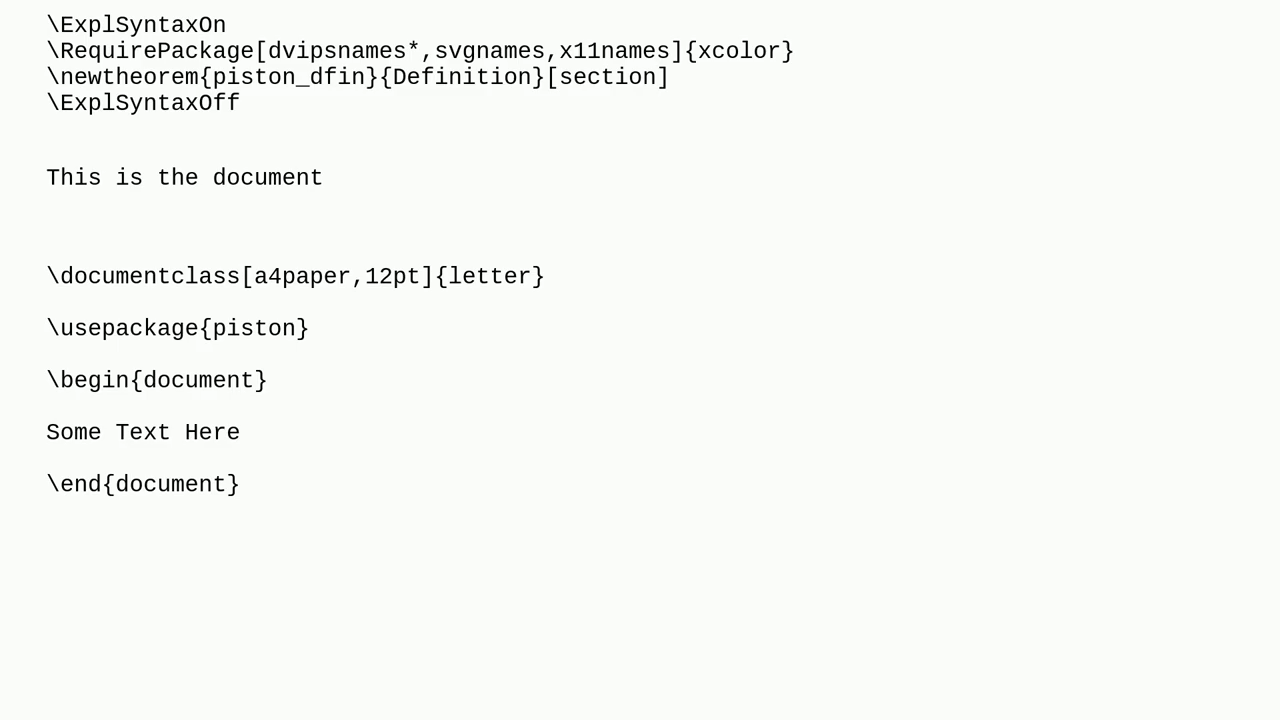 \ExplSyntaxOn
\RequirePackage[dvipsnames*,svgnames,x11names]{xcolor}
\newtheorem{piston_dfin}{Definition}[section]
\ExplSyntaxOff
This is the document
\documentclass[a4paper,12pt]{letter}
\usepackage{piston}
\begin{document}
Some Text Here
\end{document}